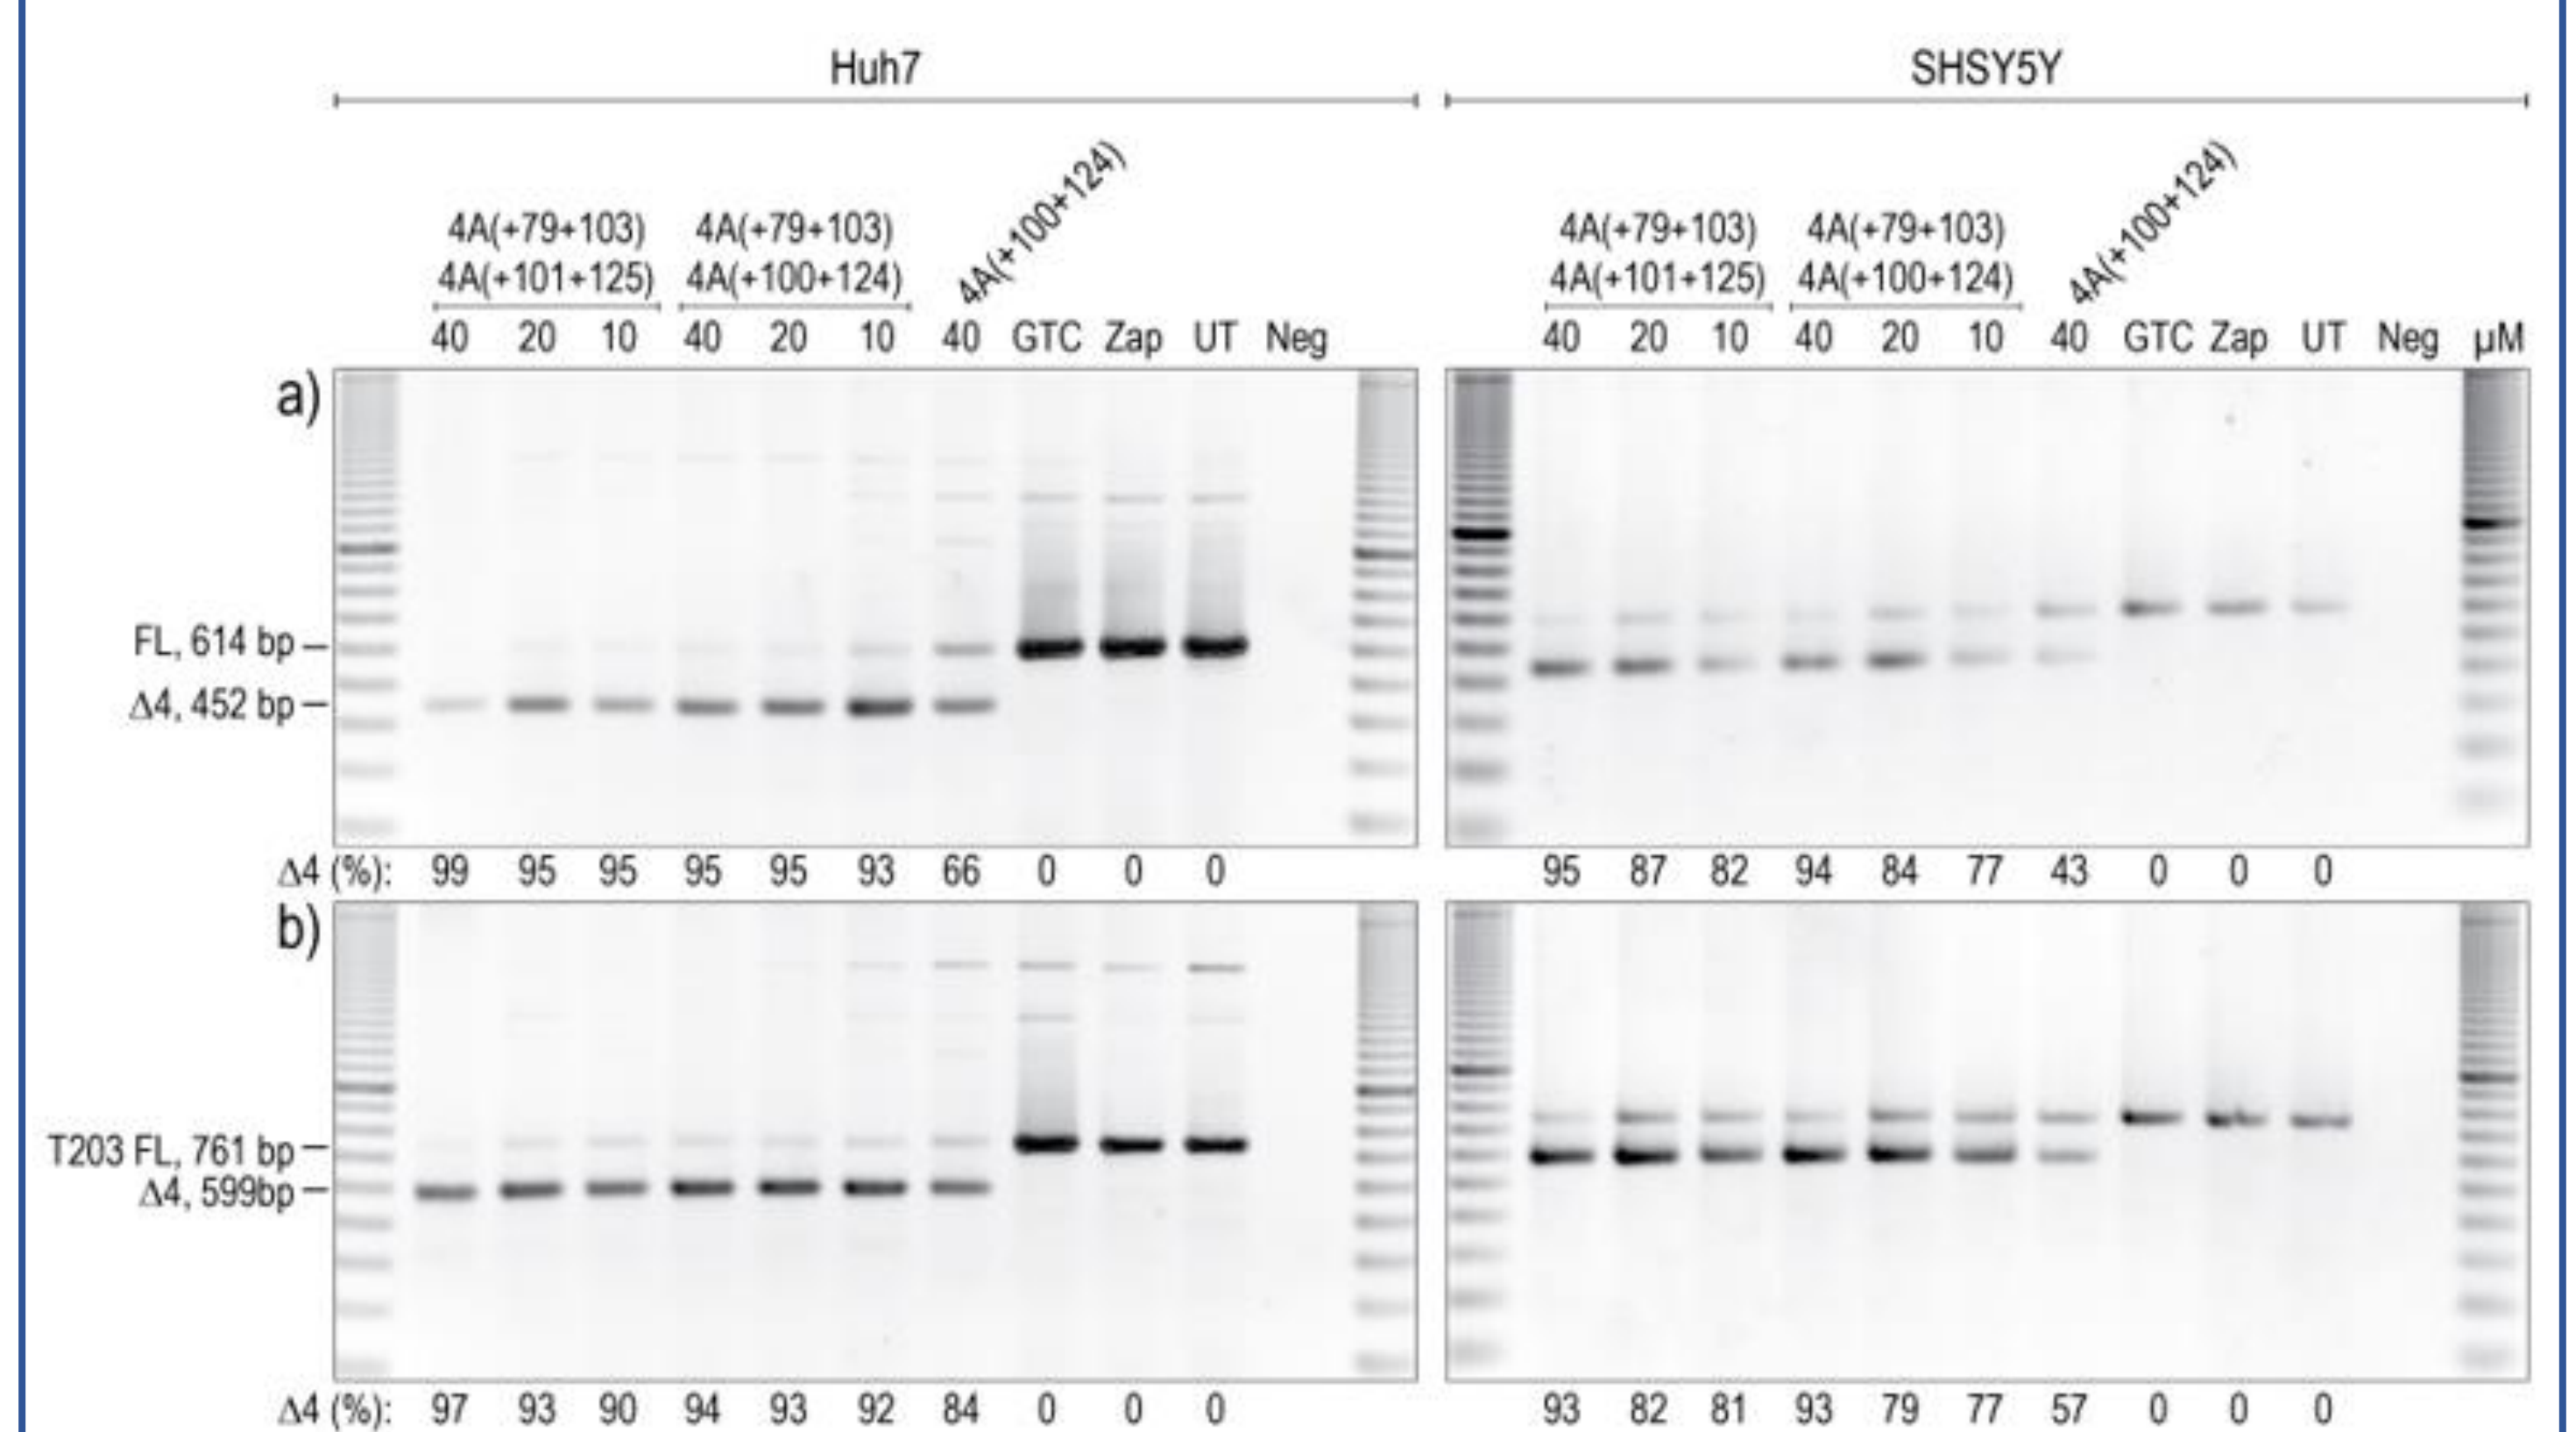 Huh7 SHSY5Y
4A(+100+124) 4A(+100+124)
4A(+79+103) 4A(+79+103) 4A(+79+103) 4A(+79+103)
4A(+101+125) 4A(+100+124) 4A(+101+125) 4A(+100+124)
40 20 10 40 20 10 40 GTC Zap UT Neg 40 20 10 40 20 10 40 GTC Zap UT Neg µM
a)
FL, 614 bp
Δ4, 452 bp
Δ4 (%): 99 95 95 95 95 93 66 0 0 0 95 87 82 94 84 77 43 0 0 0
b)
T203 FL, 761 bp
Δ4, 599bp
Δ4 (%): 97 93 90 94 93 92 84 0 0 0 93 82 81 93 79 77 57 0 0 0